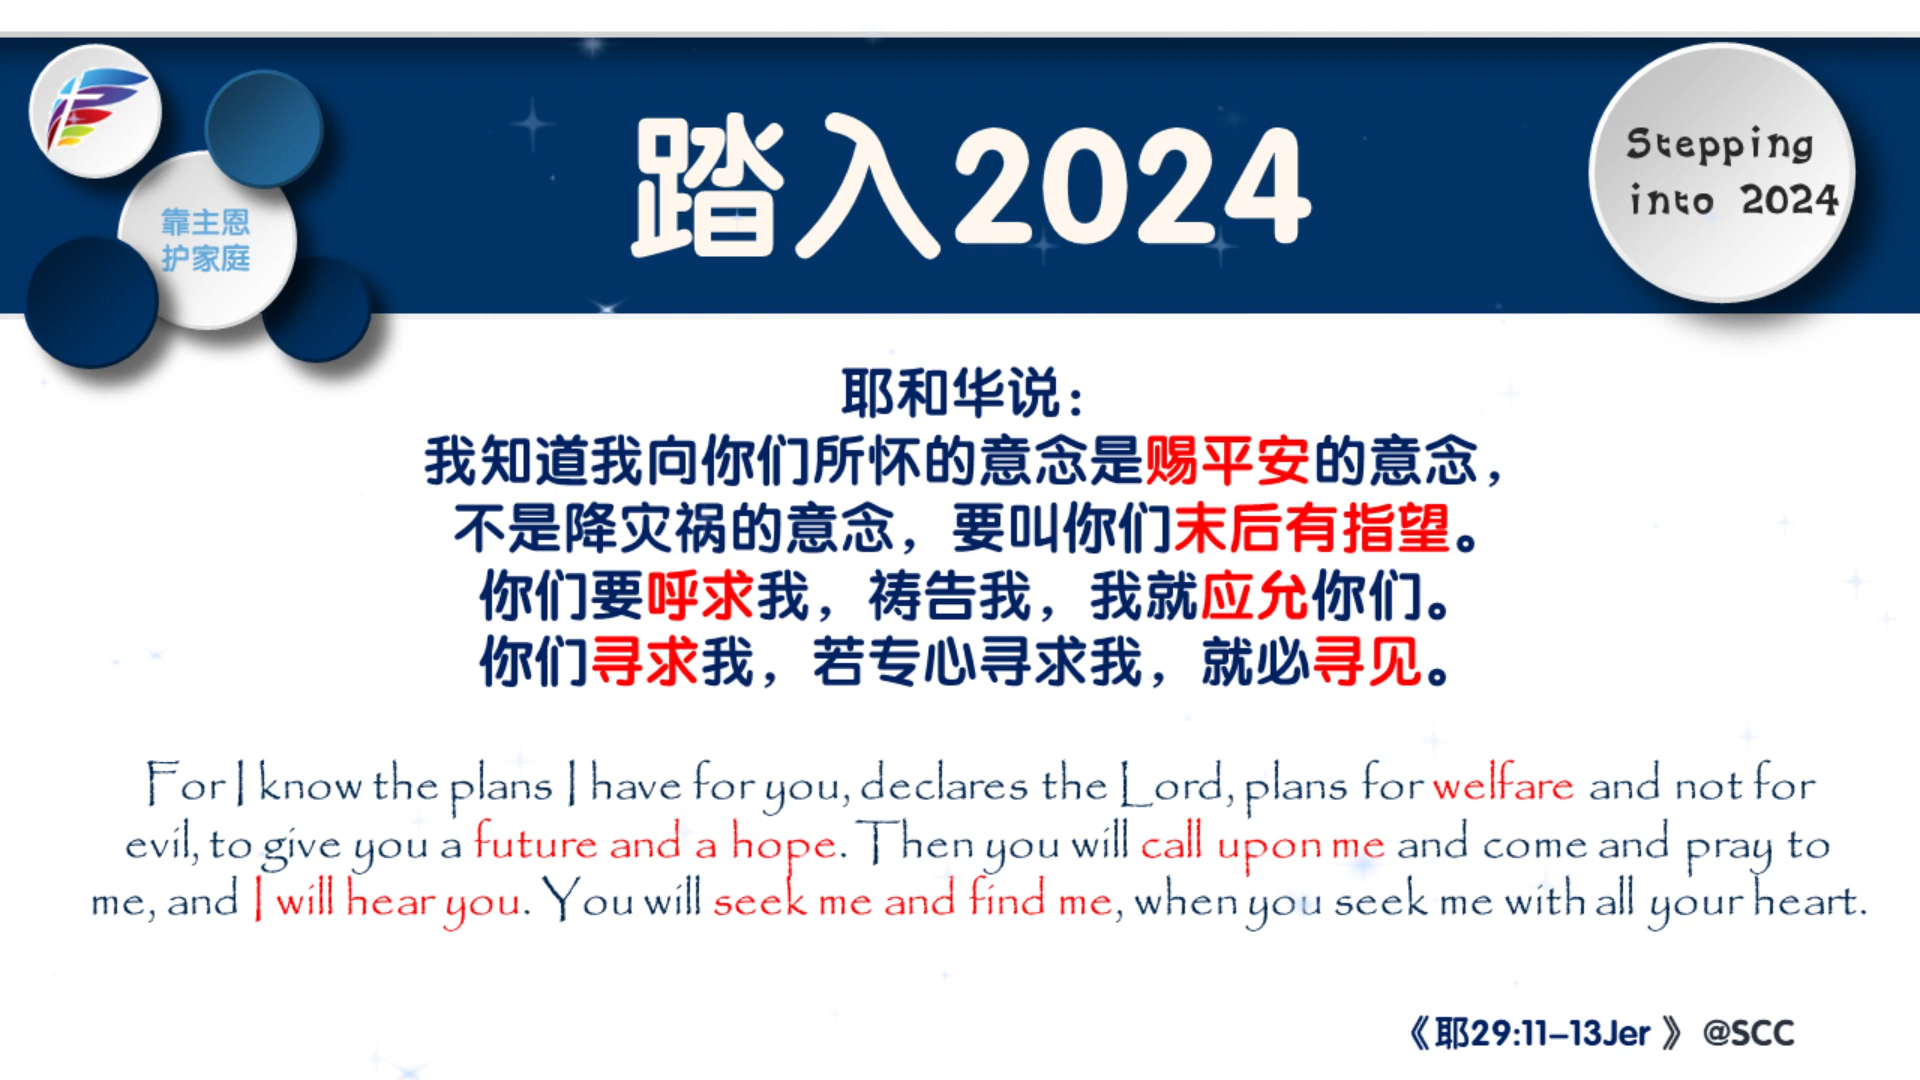 靠主恩
护家庭
踏入2024
Stepping
into 2024
耶和华说：
我知道我向你们所怀的意念是赐平安的意念，
不是降灾祸的意念，要叫你们末后有指望。
你们要呼求我，祷告我，我就应允你们。
你们寻求我，若专心寻求我，就必寻见。
For I know the plans I have for you, declares the Lord, plans for welfare and not for
evil, to give you a future and a hope. Then you will call upon me and come and pray to
me, and I will hear you. You will seek me and find me, when you seek me with all your heart.
《耶29:11-13Jer 》 @SCC